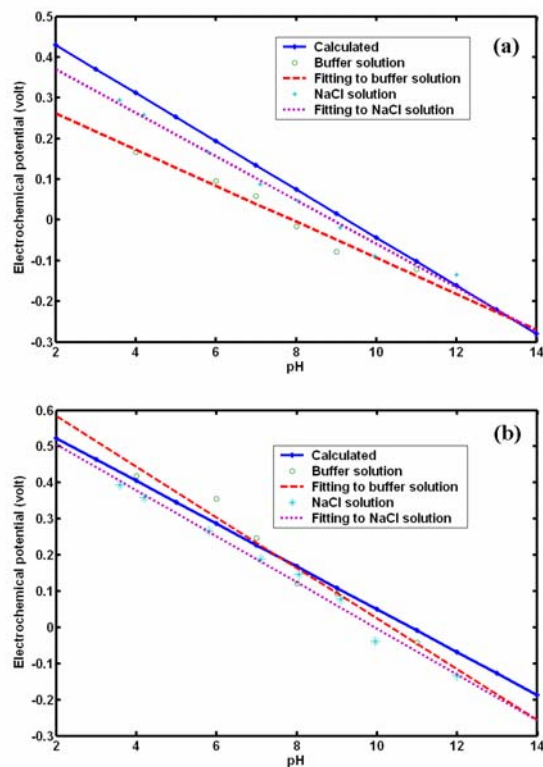 0.5
0.4
0.3
0.2
0.1
0
-0.1
-0.2
-0.3
Electrochemical potential (volt)
(a)
Calculated
Buffer solution
Fitting to buffer solution
NaCl solution
Fitting to NaCl solution
2 4 6 8 10 12 14
pH
0.6
0.5
0.4
0.3
0.2
0.1
0
-0.1
-0.2
-0.3
Electrochemical potential (volt)
(b)
Calculated
Buffer solution
Fitting to buffer solution
NaCl solution
Fitting to NaCl solution
2 4 6 8 10 12 14
pH